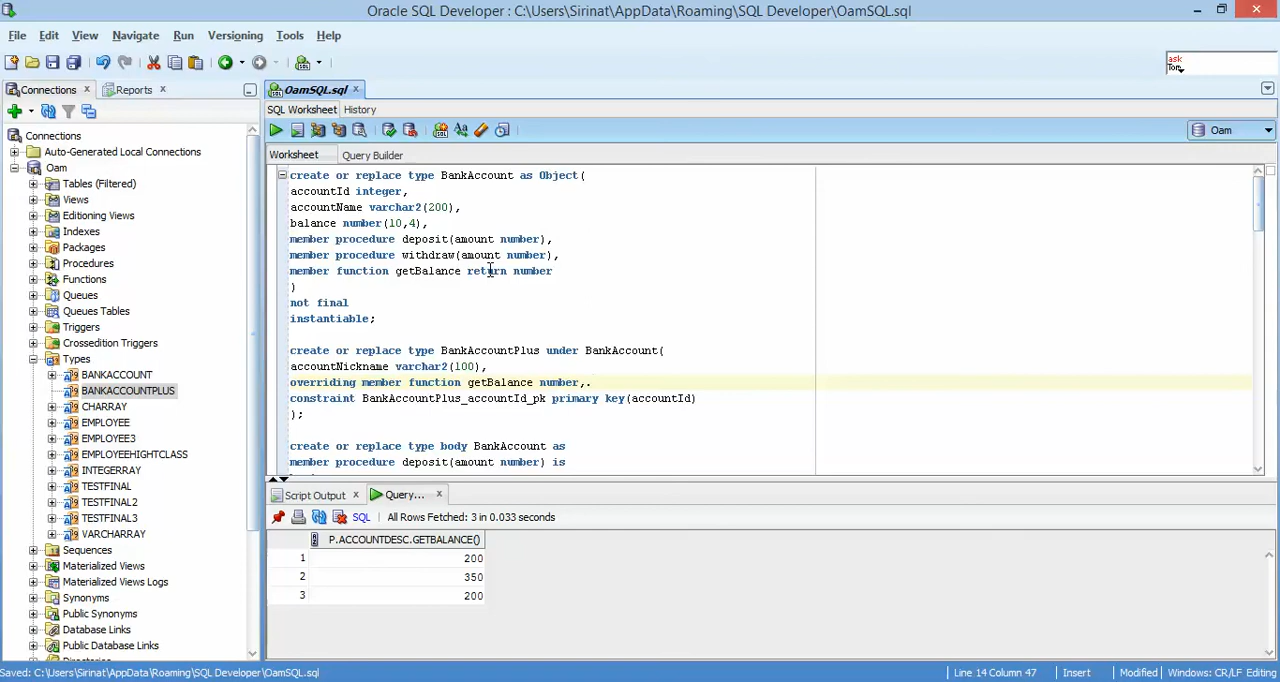 Oracle SQL Developer : C:\Users\Sirinat\AppData\Roaming\SQL Developer\OamSQL.sql
File Edit View Navigate Run Versioning Tools Help
ask
Tom
Connections Reports OamSQL.sql
SQL Worksheet History
Oam
Worksheet Query Builder
Connections
Auto-Generated Local Connections
Oam
Tables (Filtered)
Views
Editioning Views
Indexes
Packages
Procedures
Functions
Queues
Queues Tables
Triggers
Crossedition Triggers
Types
BANKACCOUNT
BANKACCOUNTPLUS
CHARRAY
EMPLOYEE
EMPLOYEE3
EMPLOYEEHIGHTCLASS
INTEGERRAY
TESTFINAL
TESTFINAL2
TESTFINAL3
VARCHARRAY
Sequences
Materialized Views
Materialized Views Logs
Synonyms
Public Synonyms
Database Links
Public Database Links
create or replace type BankAccount as Object(
accountId integer,
accountName varchar2(200),
balance number(10,4),
member procedure deposit(amount number),
member procedure withdraw(amount number),
member function getBalance return number
)
not final
instantiable;
create or replace type BankAccountPlus under BankAccount(
accountNickname varchar2(100),
overriding member function getBalance number,.
constraint BankAccountPlus_accountId_pk primary key(accountId)
);
create or replace type body BankAccount as
member procedure deposit(amount number) is
Script Output Query...
SQL All Rows Fetched: 3 in 0.033 seconds
P.ACCOUNTDESC.GETBALANCE()
1 200
2 350
3 200
Saved: C:\Users\Sirinat\AppData\Roaming\SQL Developer\OamSQL.sql Line 14 Column 47 Insert Modified Windows: CR/LF Editing